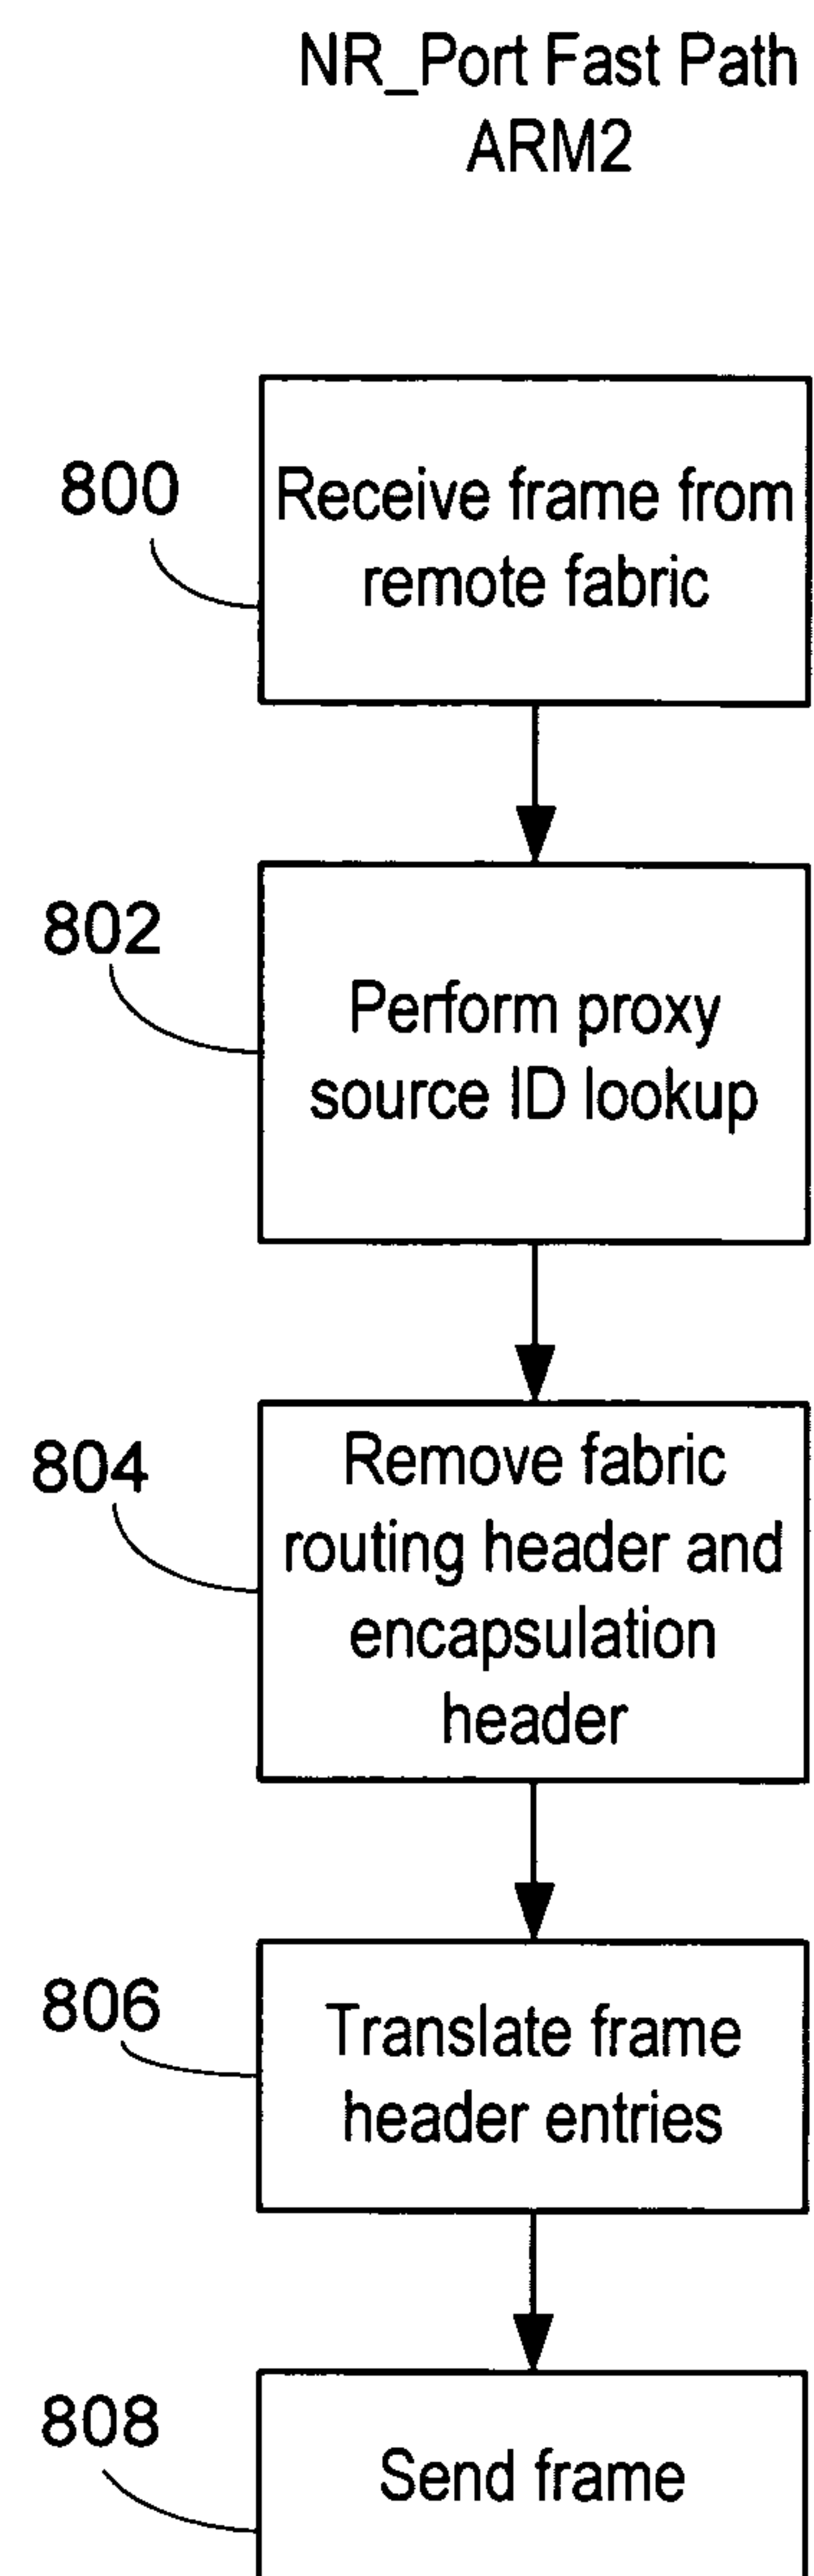 NR_Port Fast Path
ARM2
800
Receive frame from
remote fabric
802
Perform proxy
source ID lookup
804
Remove fabric
routing header and
encapsulation
header
806
Translate frame
header entries
808
Send frame